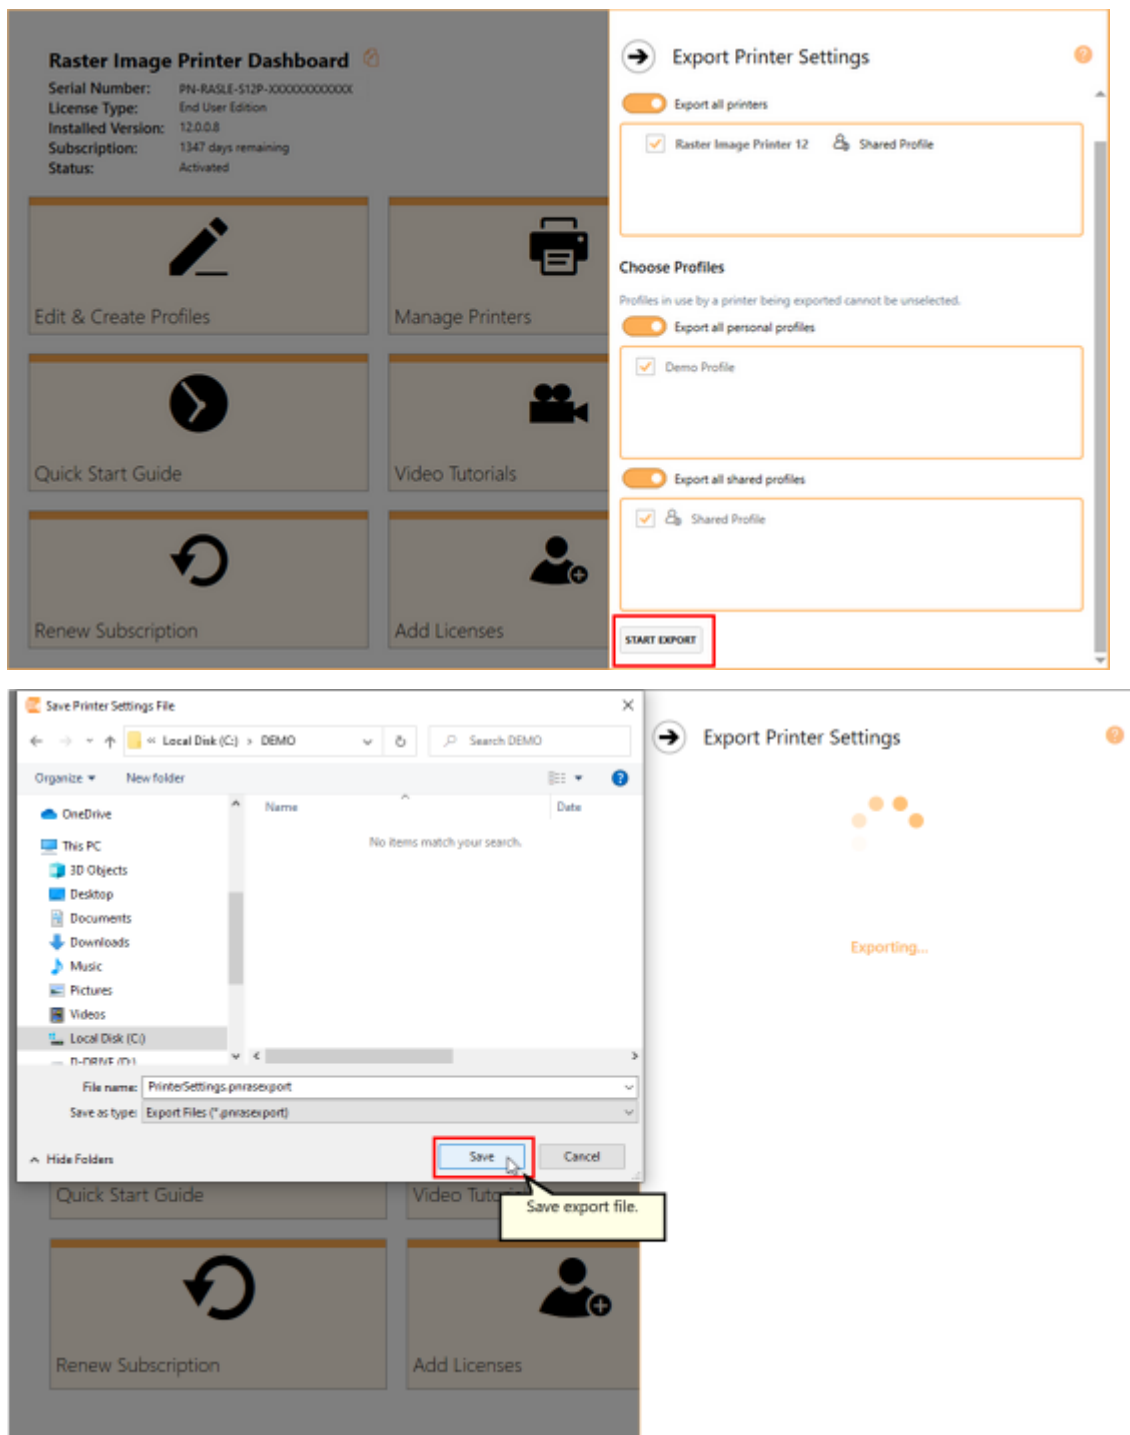 Raster Image Printer Dashboard
Serial Number: PN-RASLE-S12P-XXXXXXXXXXXX
License Type: End User Edition
Installed Version: 12.0.0.8
Subscription: 1347 days remaining
Status: Activated
Edit & Create Profiles
Manage Printers
Quick Start Guide
Video Tutorials
Renew Subscription
Add Licenses
Export Printer Settings
?
Export all printers
Raster Image Printer 12 Shared Profile
Choose Profiles
Profiles in use by a printer being exported cannot be unselected.
Export all personal profiles
Demo Profile
Export all shared profiles
Shared Profile
START EXPORT
Save Printer Settings File
« Local Disk (C:) > DEMO
Search DEMO
Organize
New folder
?
OneDrive
This PC
3D Objects
Desktop
Documents
Downloads
Music
Pictures
Videos
Local Disk (C:)
D-DRIVE (D:)
Name
Date
No items match your search.
File name: PrinterSettings.pnrasexport
Save as type: Export Files (*.pnrasexport)
Hide Folders
Save
Cancel
Save export file.
Quick Start Guide
Video Tuto
Renew Subscription
Add Licenses
Export Printer Settings
?
Exporting...